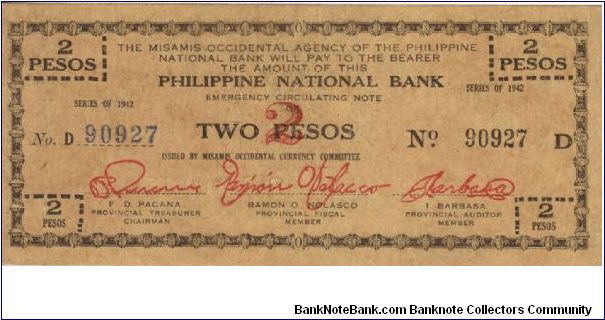 2 PESOS
2 PESOS
THE MISAMIS OCCIDENTAL AGENCY OF THE PHILIPPINE
NATIONAL BANK WILL PAY TO THE BEARER
THE AMOUNT OF THIS
PHILIPPINE NATIONAL BANK
SERIES OF 1942
SERIES OF 1942
EMERGENCY CIRCULATING NOTE
2
No. D 90927
TWO PESOS
Nº 90927 D
ISSUED BY MISAMIS OCCIDENTAL CURRENCY COMMITTEE
Ramón Nolasco
TBarbasa
F. D. PACANA
PROVINCIAL TREASURER
CHAIRMAN
RAMON O. NOLASCO
PROVINCIAL FISCAL
MEMBER
T. BARBASA
PROVINCIAL AUDITOR
MEMBER
2 PESOS
2 PESOS
BankNoteBank.com Banknote Collectors Community